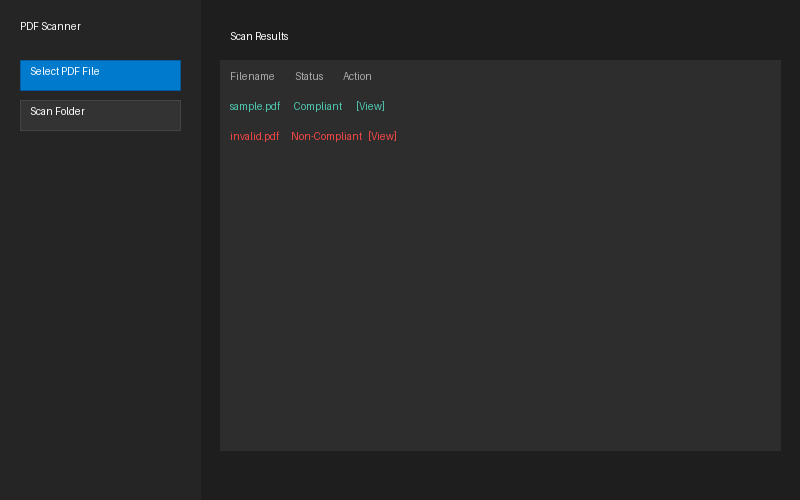 PDF Scanner
Select PDF File
Scan Folder
Scan Results
Filename Status Action
sample.pdf Compliant [View]
invalid.pdf Non-Compliant [View]